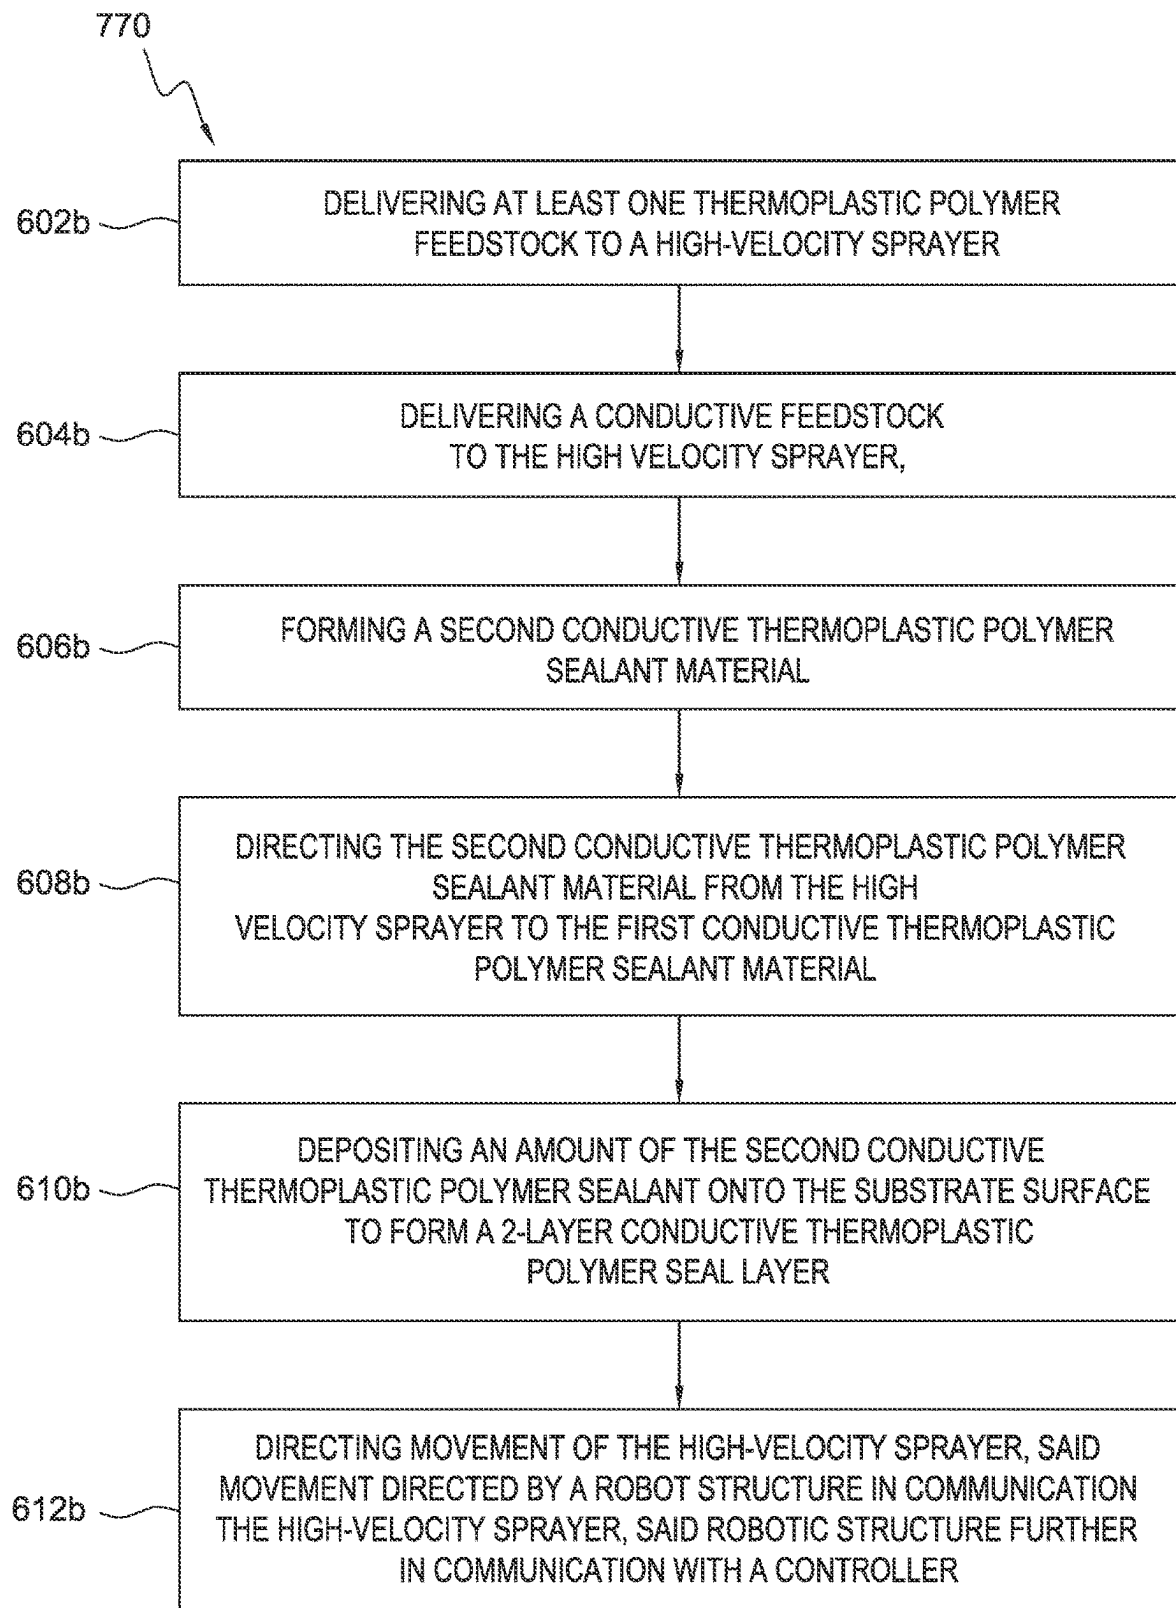 770
602b
DELIVERING AT LEAST ONE THERMOPLASTIC POLYMER
FEEDSTOCK TO A HIGH-VELOCITY SPRAYER
604b
DELIVERING A CONDUCTIVE FEEDSTOCK
TO THE HIGH VELOCITY SPRAYER,
606b
FORMING A SECOND CONDUCTIVE THERMOPLASTIC POLYMER
SEALANT MATERIAL
608b
DIRECTING THE SECOND CONDUCTIVE THERMOPLASTIC POLYMER
SEALANT MATERIAL FROM THE HIGH
VELOCITY SPRAYER TO THE FIRST CONDUCTIVE THERMOPLASTIC
POLYMER SEALANT MATERIAL
610b
DEPOSITING AN AMOUNT OF THE SECOND CONDUCTIVE
THERMOPLASTIC POLYMER SEALANT ONTO THE SUBSTRATE SURFACE
TO FORM A 2-LAYER CONDUCTIVE THERMOPLASTIC
POLYMER SEAL LAYER
612b
DIRECTING MOVEMENT OF THE HIGH-VELOCITY SPRAYER, SAID
MOVEMENT DIRECTED BY A ROBOT STRUCTURE IN COMMUNICATION
THE HIGH-VELOCITY SPRAYER, SAID ROBOTIC STRUCTURE FURTHER
IN COMMUNICATION WITH A CONTROLLER